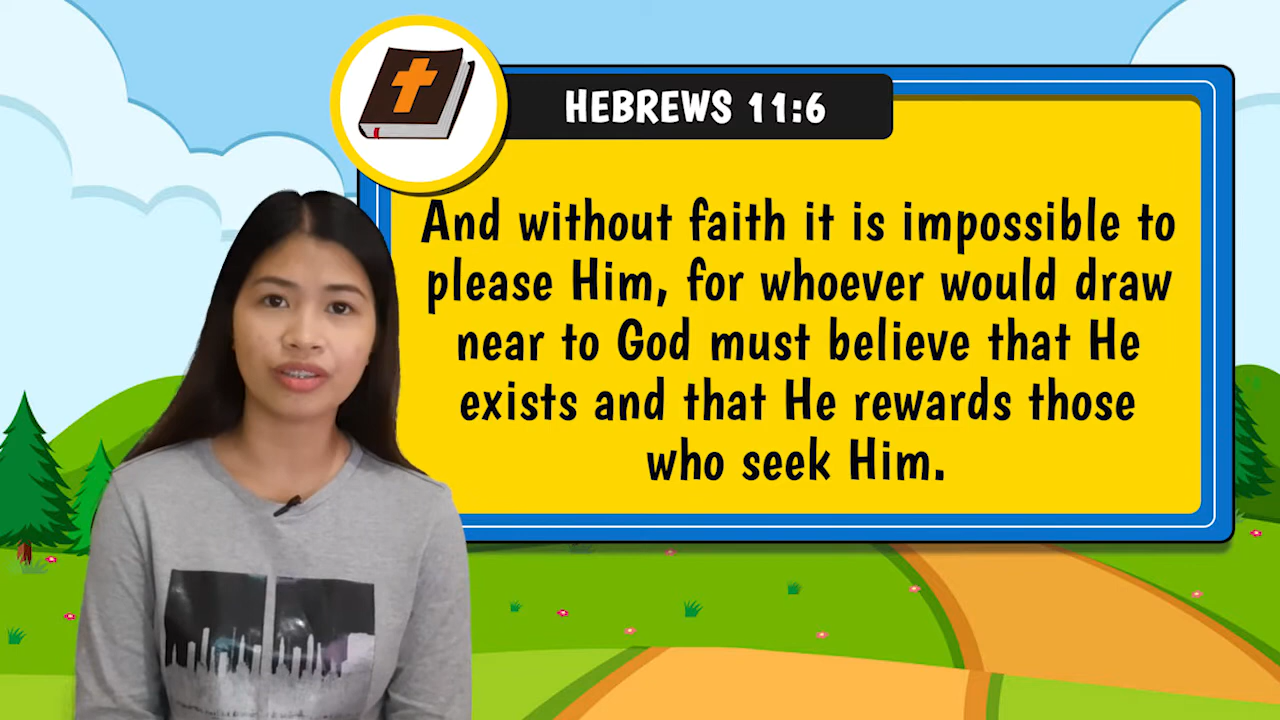 HEBREWS 11:6
And without faith it is impossible to
please Him, for whoever would draw
near to God must believe that He
exists and that He rewards those
who seek Him.